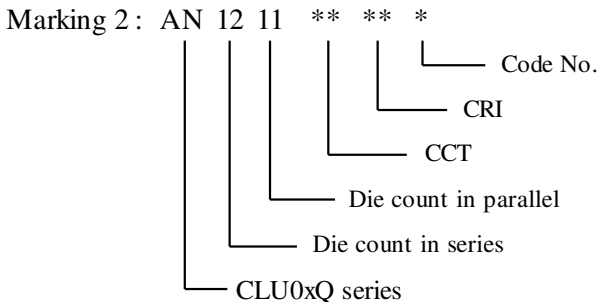 Marking 2 : AN 12 11 ** ** *
Code No.
CRI
CCT
Die count in parallel
Die count in series
CLU0xQ series